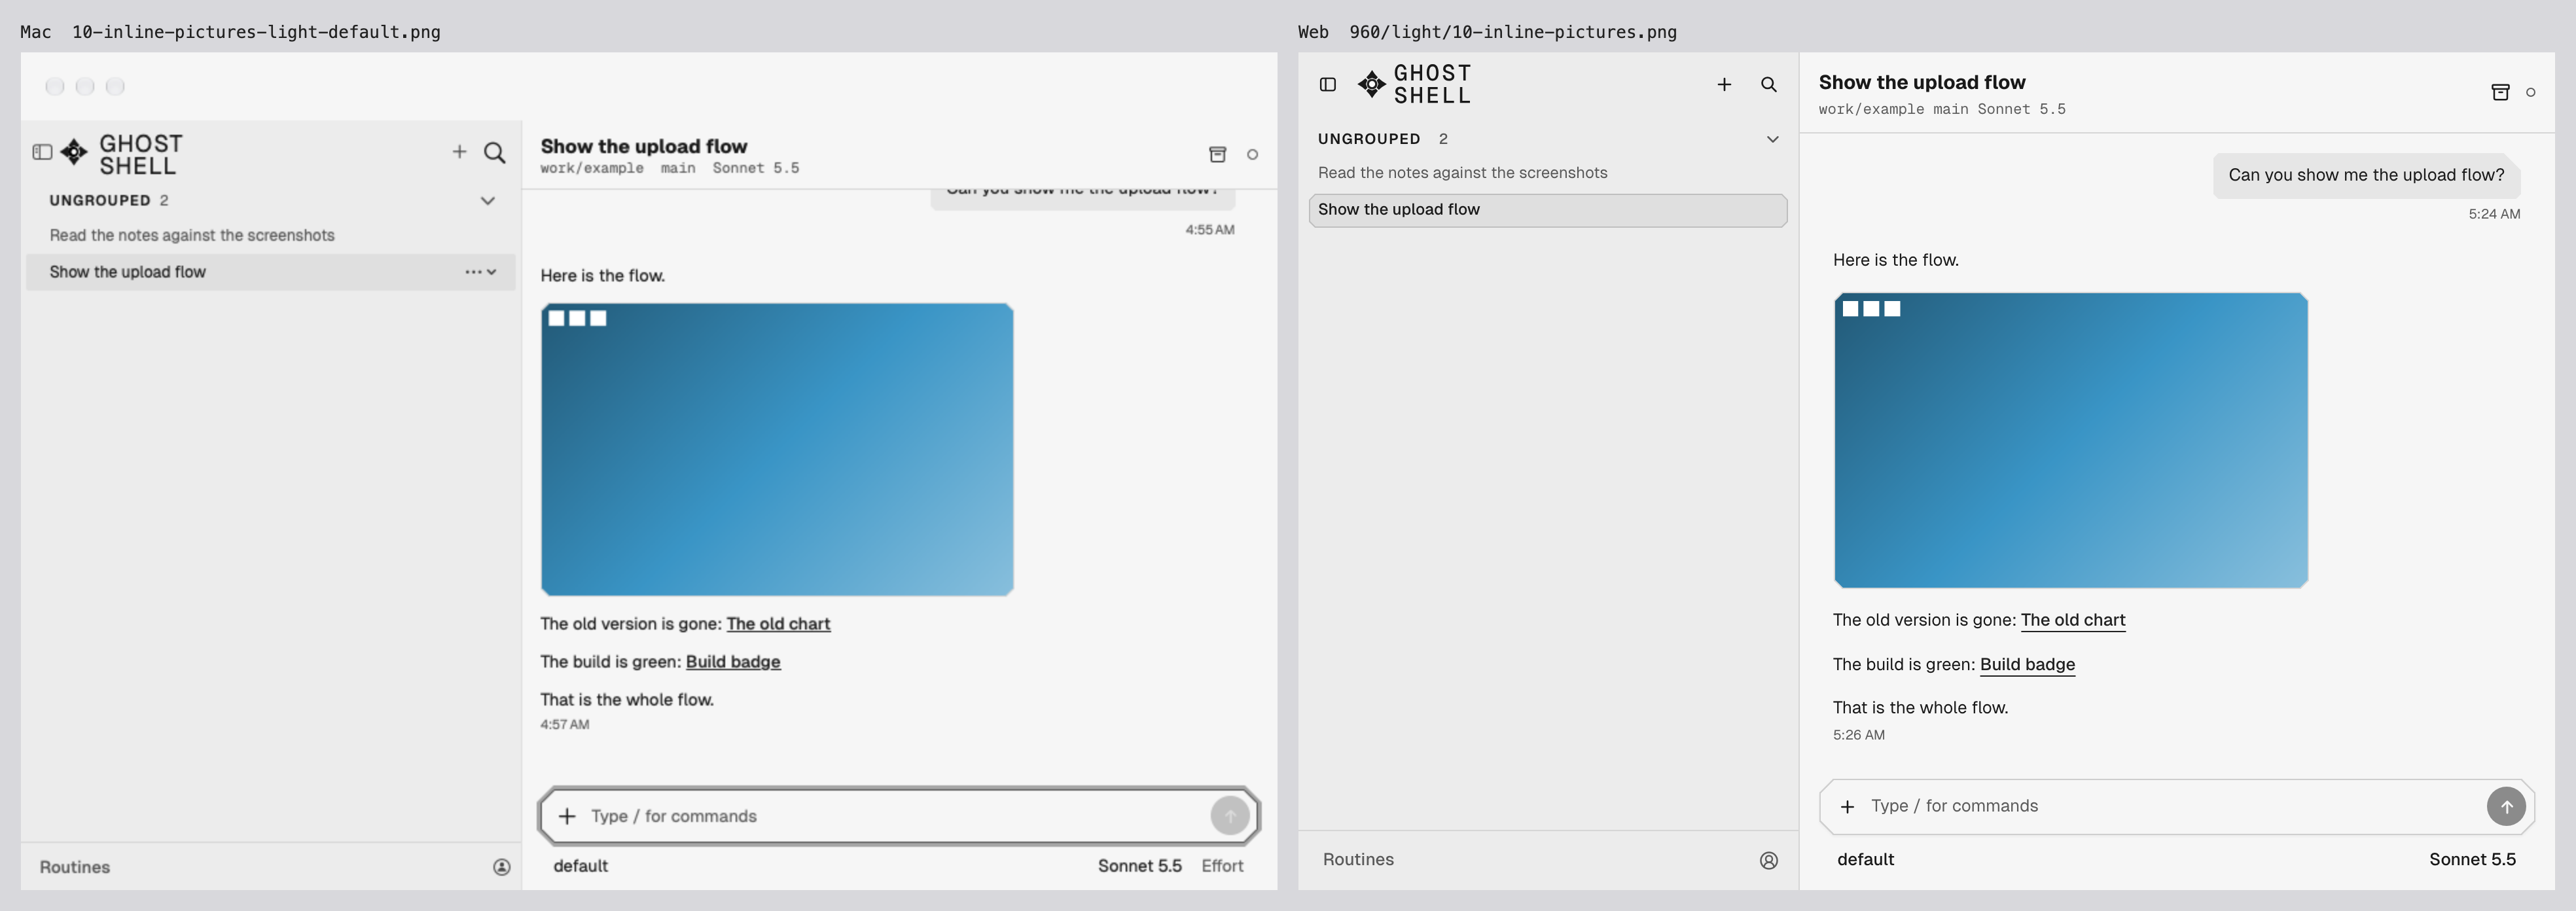 Mac 10-inline-pictures-light-default.png
GHOST
SHELL
UNGROUPED 2
Read the notes against the screenshots
Show the upload flow
Routines
Show the upload flow
work/example main Sonnet 5.5
Can you show me the upload flow?
4:55 AM
Here is the flow.
The old version is gone: The old chart
The build is green: Build badge
That is the whole flow.
4:57 AM
Type / for commands
default Sonnet 5.5 Effort
Web 960/light/10-inline-pictures.png
GHOST
SHELL
UNGROUPED 2
Read the notes against the screenshots
Show the upload flow
Routines
Show the upload flow
work/example main Sonnet 5.5
Can you show me the upload flow?
5:24 AM
Here is the flow.
The old version is gone: The old chart
The build is green: Build badge
That is the whole flow.
5:26 AM
Type / for commands
default Sonnet 5.5